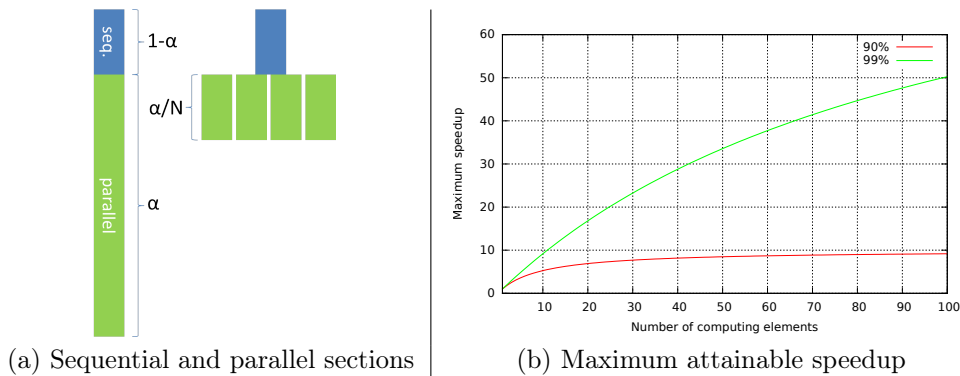 seq.
1-α
α/N
parallel
α
(a) Sequential and parallel sections
60
50
40
30
20
10
0
Maximum speedup
90%
99%
10 20 30 40 50 60 70 80 90 100
Number of computing elements
(b) Maximum attainable speedup